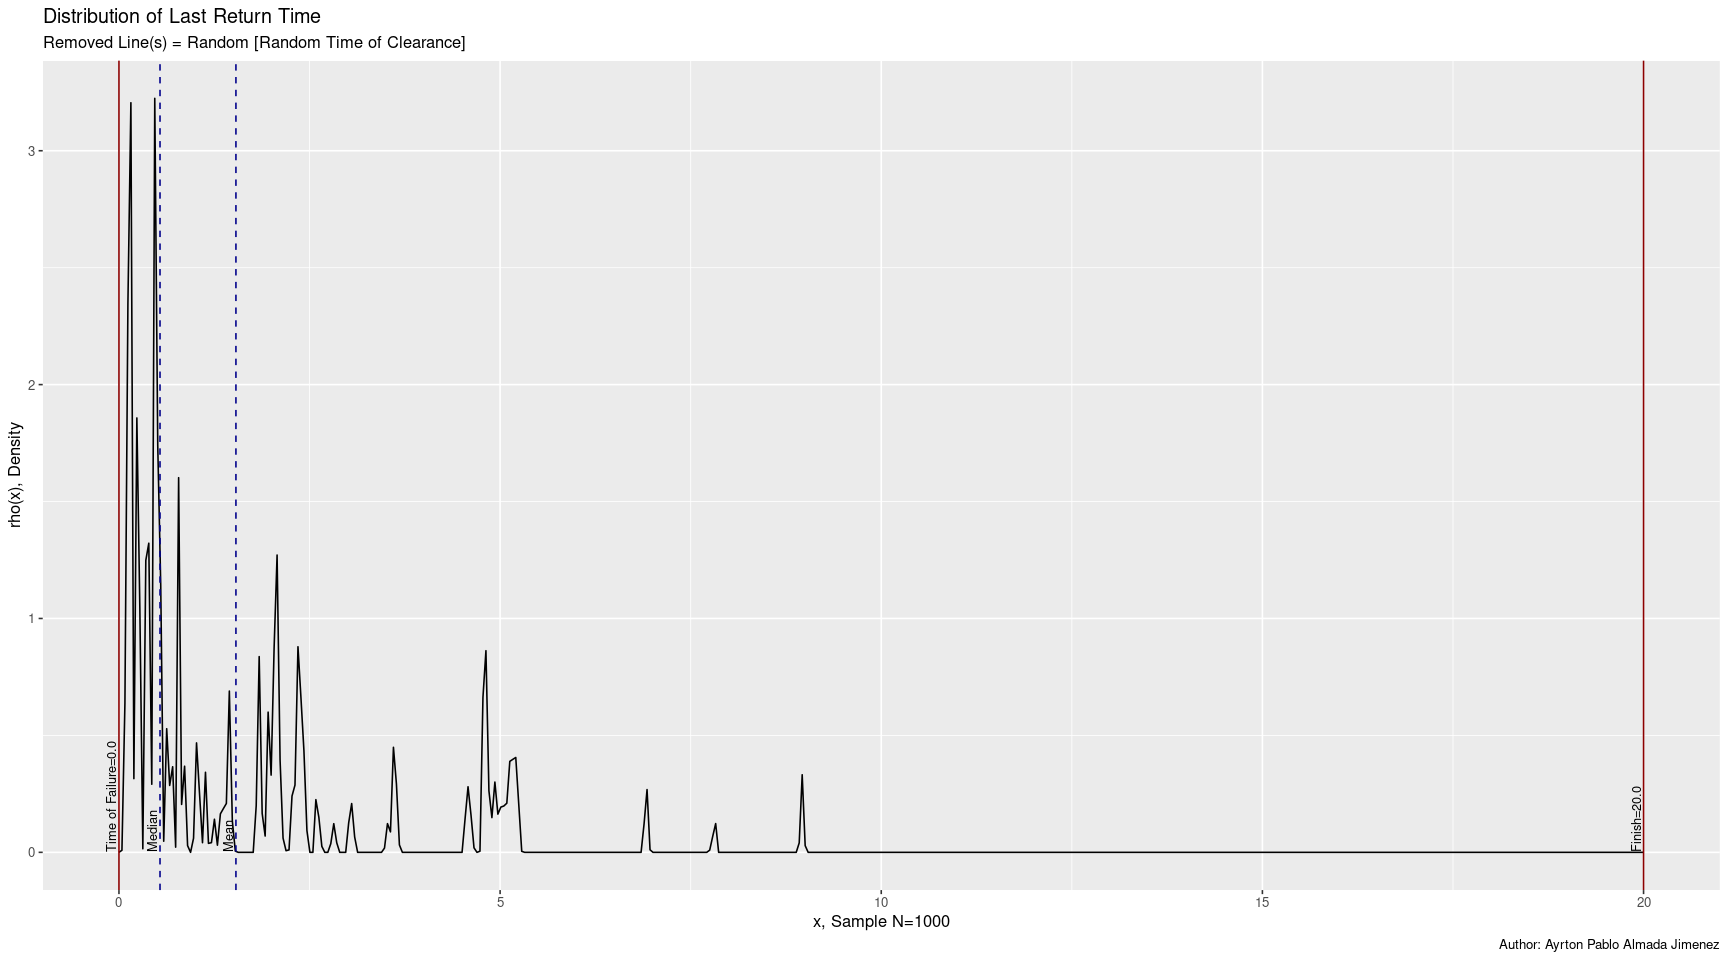 Distribution of Last Return Time
Removed Line(s) = Random [Random Time of Clearance]
rho(x), Density
3
2
1
0
Time of Failure=0.0
Median
Mean
Finish=20.0
0 5 10 15 20
x, Sample N=1000
Author: Ayrton Pablo Almada Jimenez